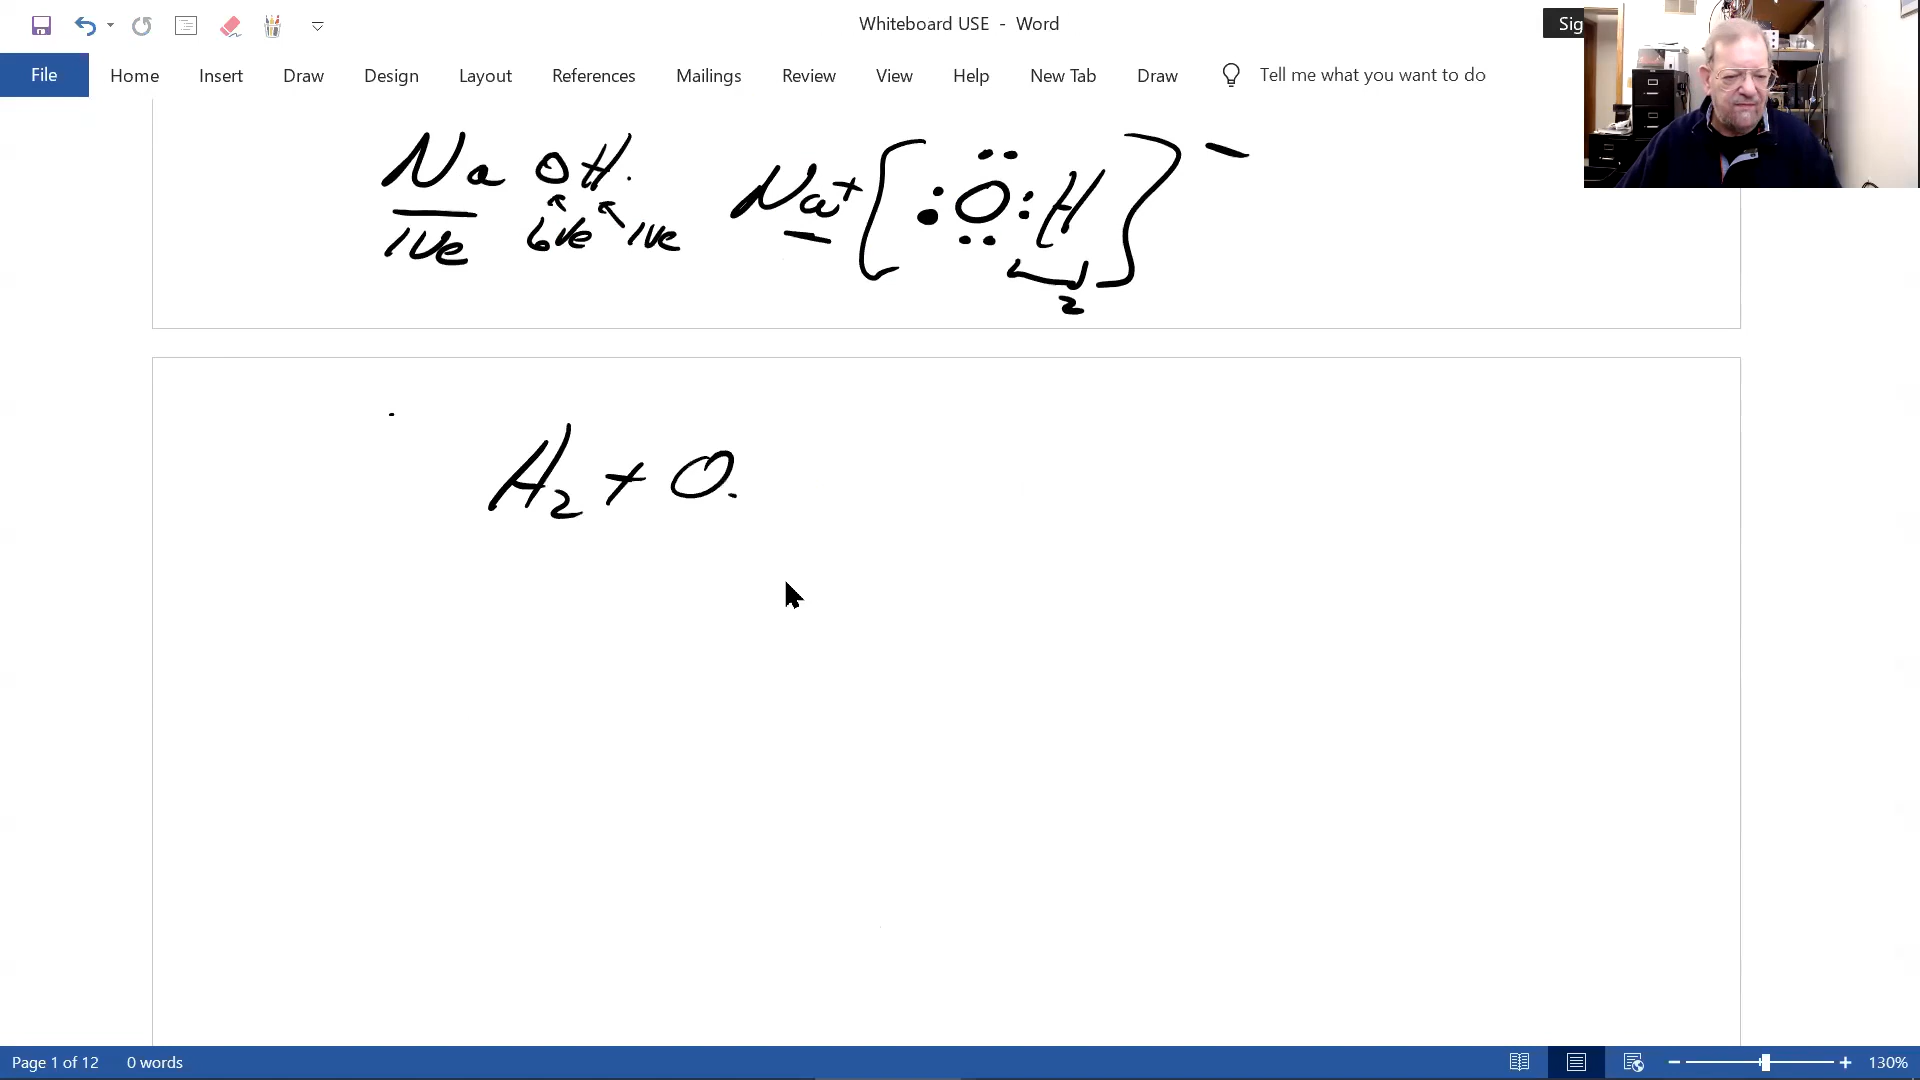 Whiteboard USE - Word
Sig
File Home Insert Draw Design Layout References Mailings Review View Help New Tab Draw Tell me what you want to do
Na OH. Na+ [:O:H]−
1ve 6ve 1ve
2
H2 + O.
Page 1 of 12 0 words 130%